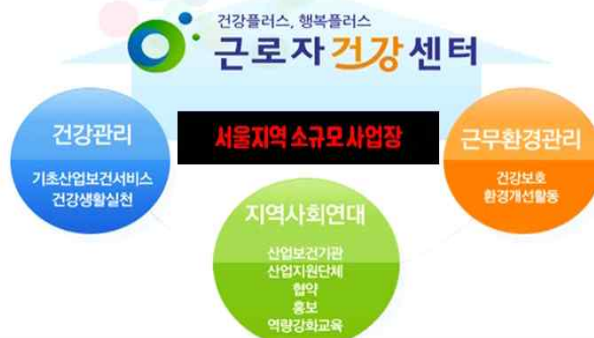 건강플러스, 행복플러스
근로자건강센터
건강관리
기초산업보건서비스
건강생활실천
서울지역 소규모 사업장
근무환경관리
건강보호
환경개선활동
지역사회연대
산업보건기관
산업지원단체
협약
홍보
역량강화교육